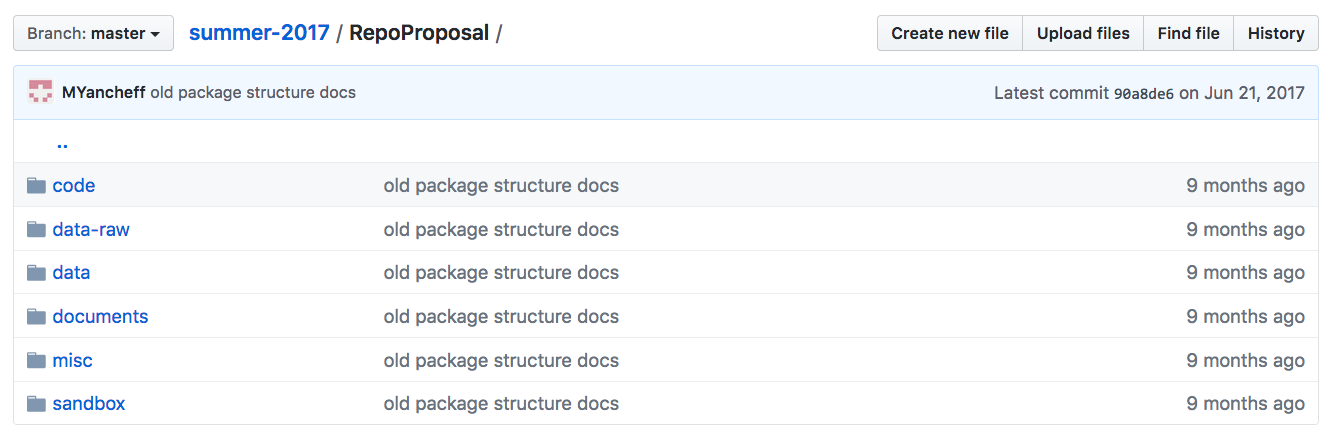 Branch: master summer-2017 / RepoProposal / Create new file Upload files Find file History
MYancheff old package structure docs Latest commit 90a8de6 on Jun 21, 2017
..
code old package structure docs 9 months ago
data-raw old package structure docs 9 months ago
data old package structure docs 9 months ago
documents old package structure docs 9 months ago
misc old package structure docs 9 months ago
sandbox old package structure docs 9 months ago